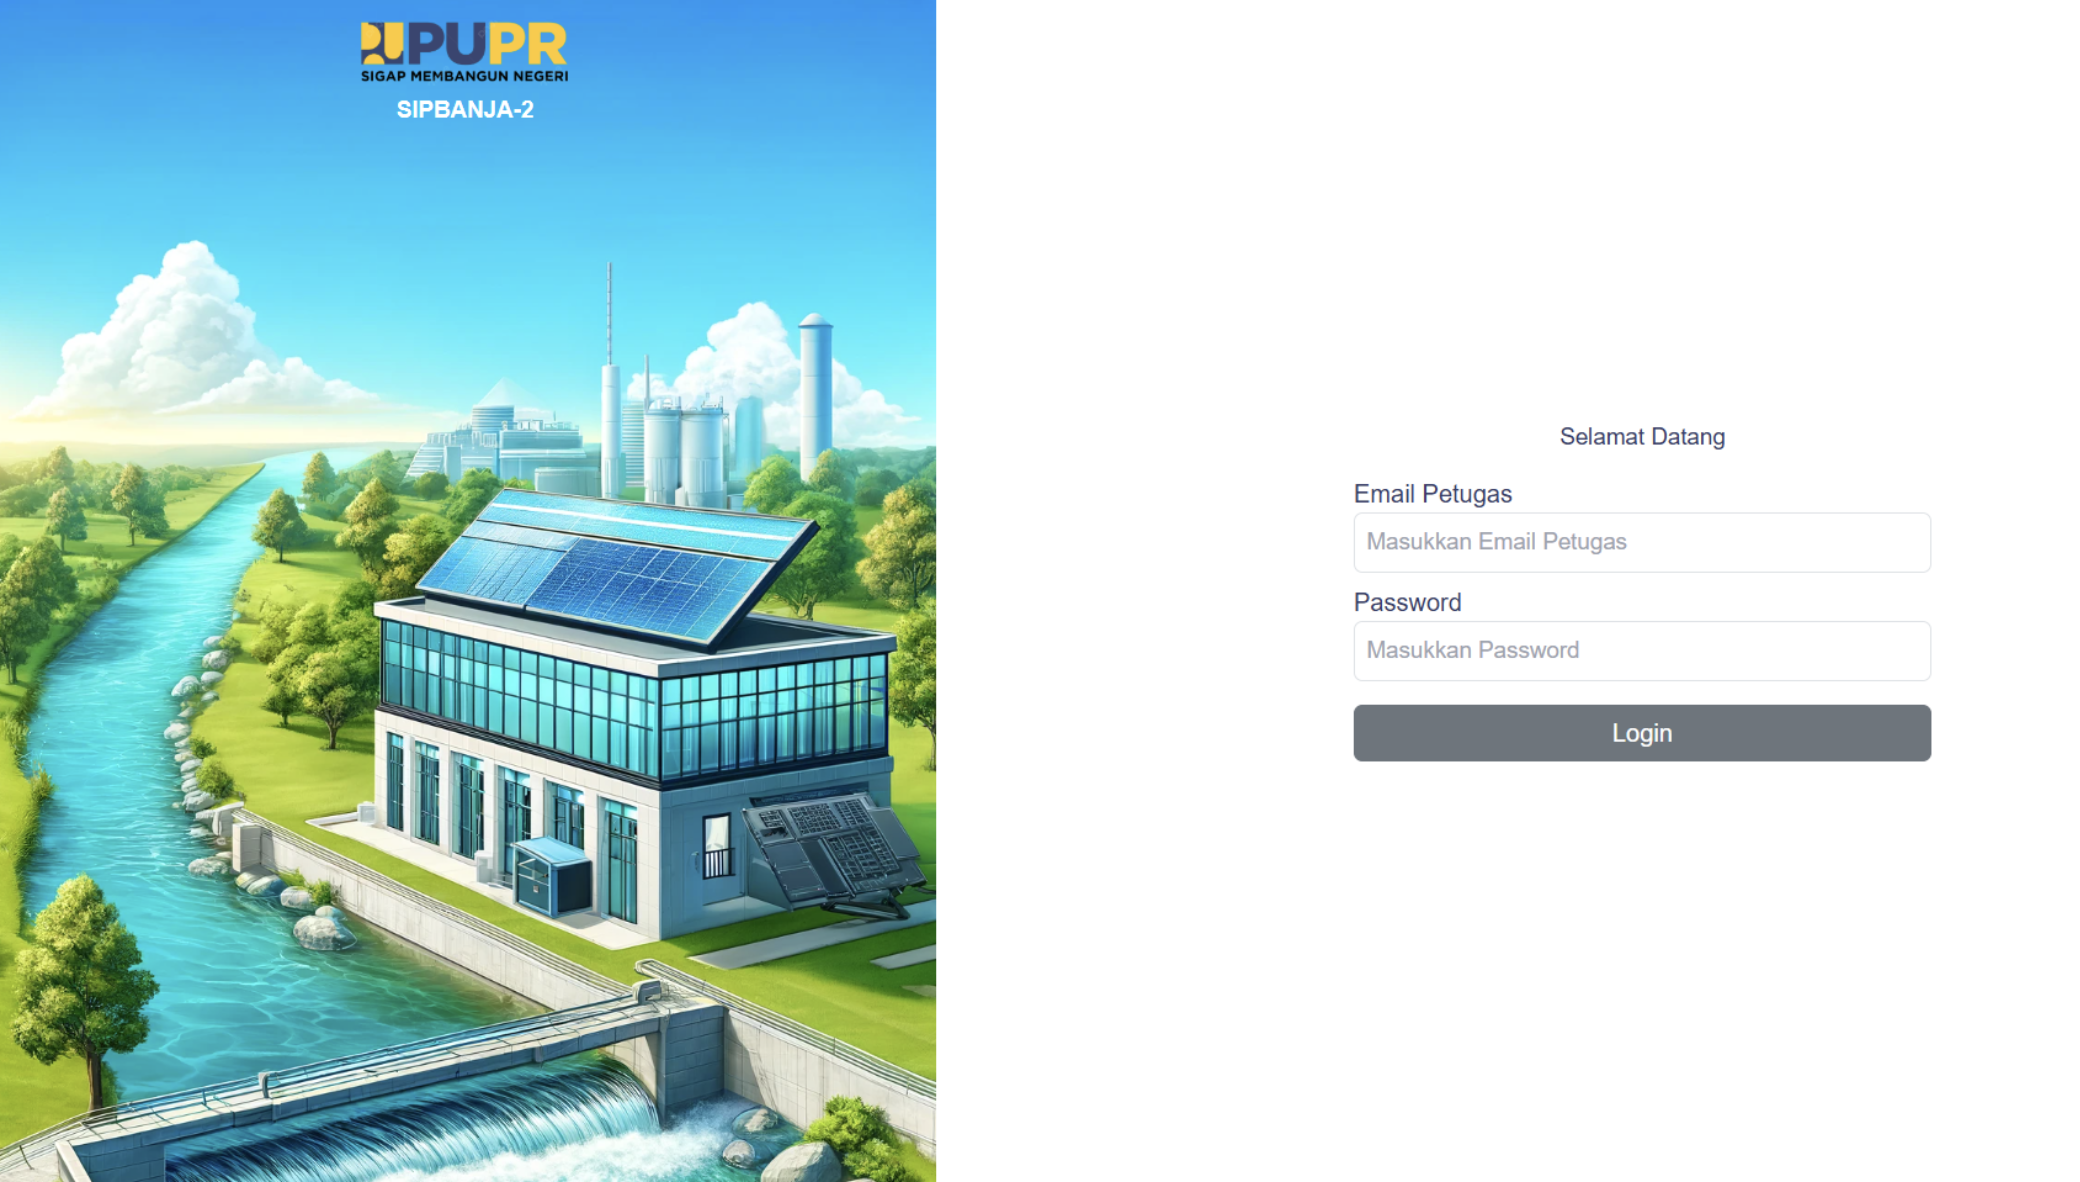 PUPR
SIGAP MEMBANGUN NEGERI
SIPBANJA-2
Selamat Datang
Email Petugas
Masukkan Email Petugas
Password
Masukkan Password
Login